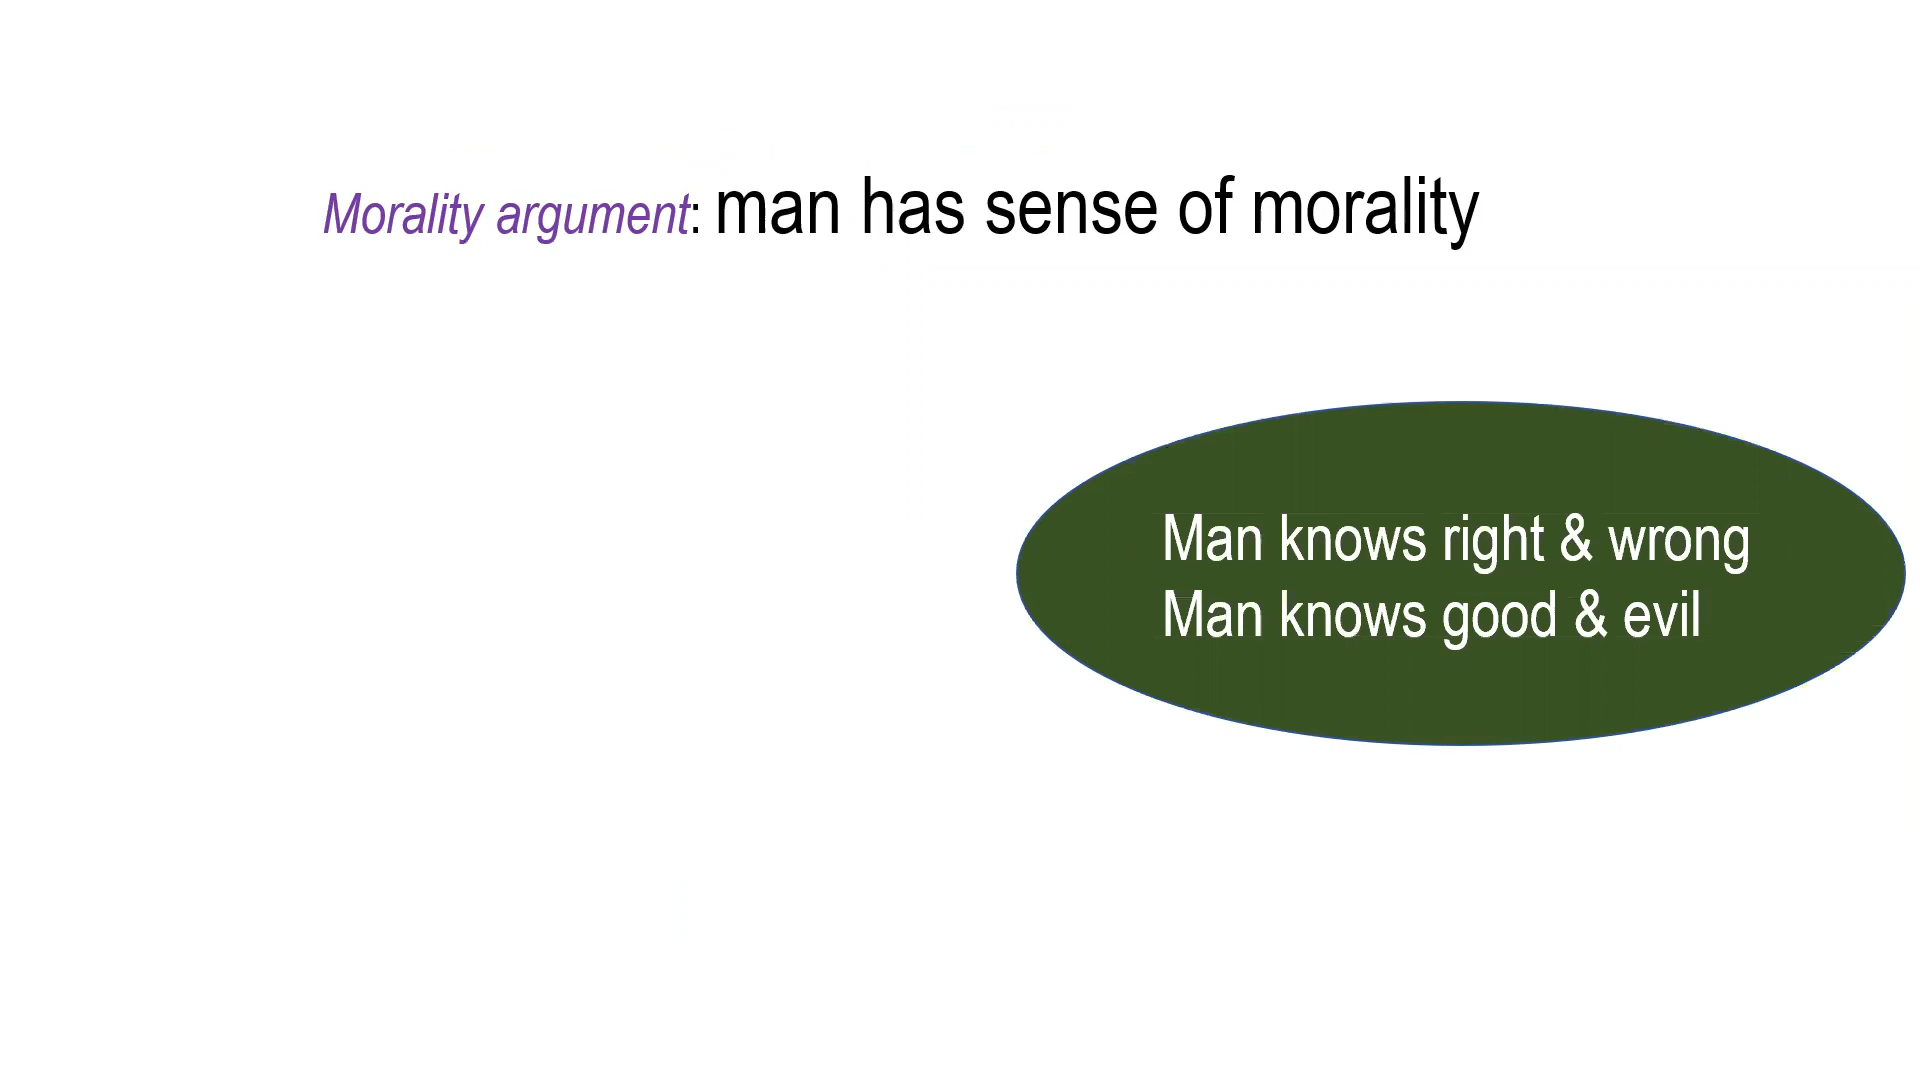 Morality argument: man has sense of morality
Man knows right & wrong
Man knows good & evil